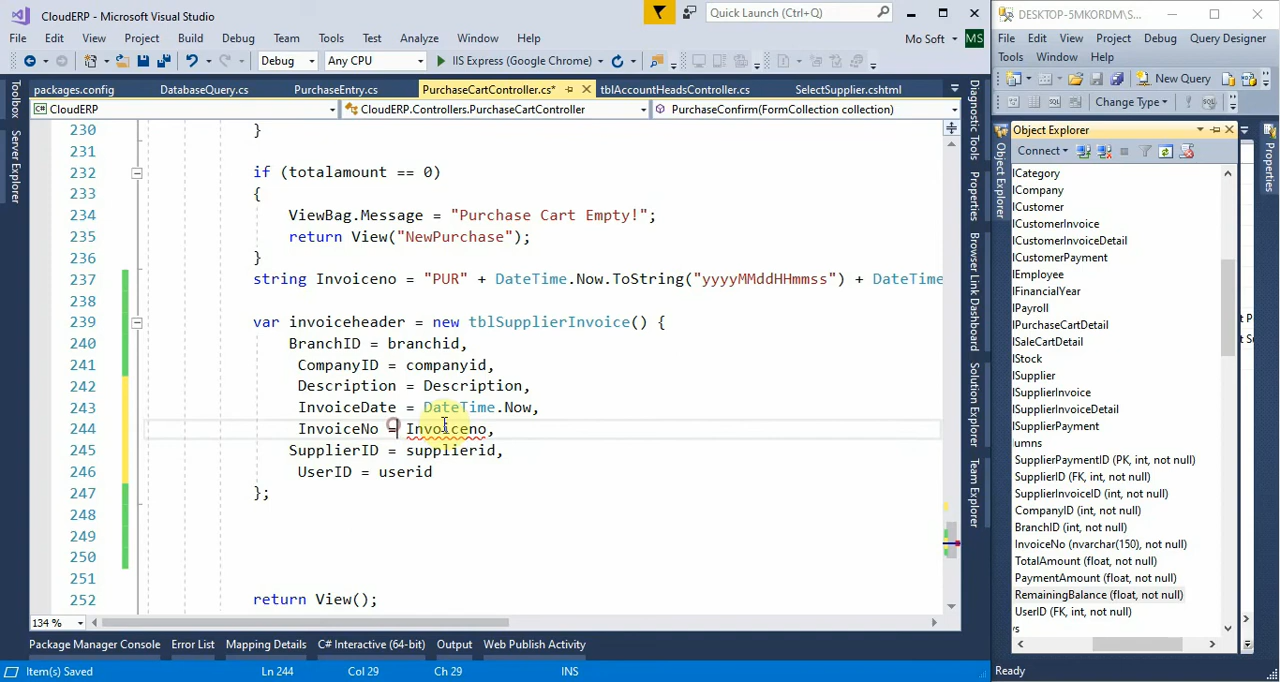 CloudERP - Microsoft Visual Studio
Quick Launch (Ctrl+Q)
File Edit View Project Build Debug Team Tools Test Analyze Window Help
Mo Soft MS
Debug Any CPU IIS Express (Google Chrome)
packages.config DatabaseQuery.cs PurchaseEntry.cs PurchaseCartController.cs* tblAccountHeadsController.cs SelectSupplier.cshtml
CloudERP CloudERP.Controllers.PurchaseCartController PurchaseConfirm(FormCollection collection)
Toolbox
Server Explorer
230 }
231
232 if (totalamount == 0)
233 {
234 ViewBag.Message = "Purchase Cart Empty!";
235 return View("NewPurchase");
236 }
237 string Invoiceno = "PUR" + DateTime.Now.ToString("yyyyMMddHHmmss") + DateTime
238
239 var invoiceheader = new tblSupplierInvoice() {
240 BranchID = branchid,
241 CompanyID = companyid,
242 Description = Description,
243 InvoiceDate = DateTime.Now,
244 InvoiceNo = Invoiceno,
245 SupplierID = supplierid,
246 UserID = userid
247 };
248
249
250
251
252 return View();
134 %
Package Manager Console Error List Mapping Details C# Interactive (64-bit) Output Web Publish Activity
Item(s) Saved Ln 244 Col 29 Ch 29 INS
Diagnostic Tools
Properties
Browser Link Dashboard
Solution Explorer
Team Explorer
DESKTOP-5MKORDM\S...
File Edit View Project Debug Query Designer
Tools Window Help
New Query
Change Type
Object Explorer
Object Explorer
Connect
lCategory
lCompany
lCustomer
lCustomerInvoice
lCustomerInvoiceDetail
lCustomerPayment
lEmployee
lFinancialYear
lPayroll
lPurchaseCartDetail
lSaleCartDetail
lStock
lSupplier
lSupplierInvoice
lSupplierInvoiceDetail
lSupplierPayment
umns
SupplierPaymentID (PK, int, not null)
SupplierID (FK, int, not null)
SupplierInvoiceID (int, not null)
CompanyID (int, not null)
BranchID (int, not null)
InvoiceNo (nvarchar(150), not null)
TotalAmount (float, not null)
PaymentAmount (float, not null)
RemainingBalance (float, not null)
UserID (FK, int, not null)
Properties
Ready